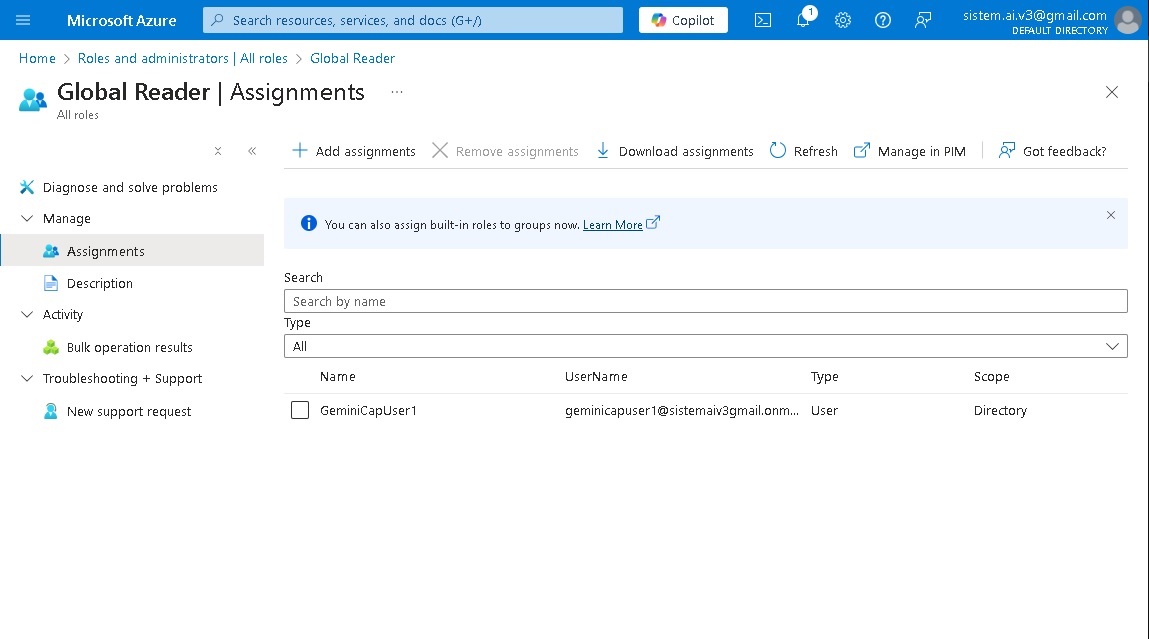 Microsoft Azure
Search resources, services, and docs (G+/)
Copilot
1
sistem.ai.v3@gmail.com
DEFAULT DIRECTORY
Home > Roles and administrators | All roles > Global Reader
Global Reader | Assignments ...
All roles
Add assignments Remove assignments Download assignments Refresh Manage in PIM Got feedback?
Diagnose and solve problems
Manage
Assignments
Description
Activity
Bulk operation results
Troubleshooting + Support
New support request
You can also assign built-in roles to groups now. Learn More
Search
Search by name
Type
All
Name UserName Type Scope
GeminiCapUser1 geminicapuser1@sistemaiv3gmail.onm... User Directory